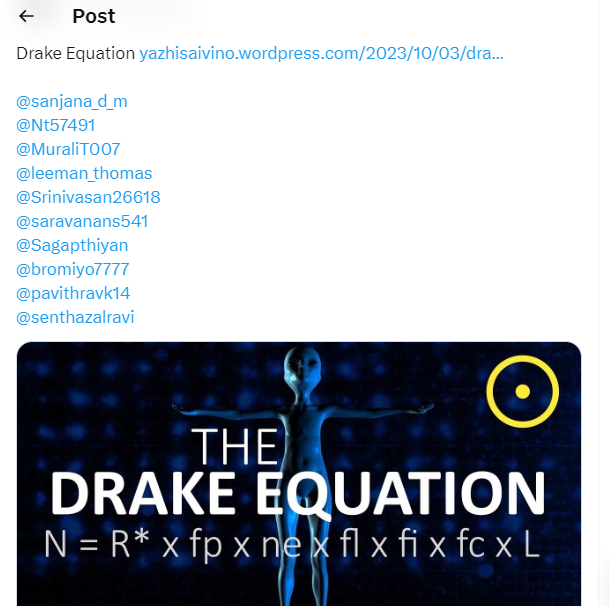 Post
Drake Equation yazhisaivino.wordpress.com/2023/10/03/dra...
@sanjana_d_m
@Nt57491
@MuraliT007
@leeman_thomas
@Srinivasan26618
@saravanans541
@Sagapthiyan
@bromiyo7777
@pavithravk14
@senthazalravi
THE
DRAKE EQUATION
N = R* x fp x ne x fl x fi x fc x L